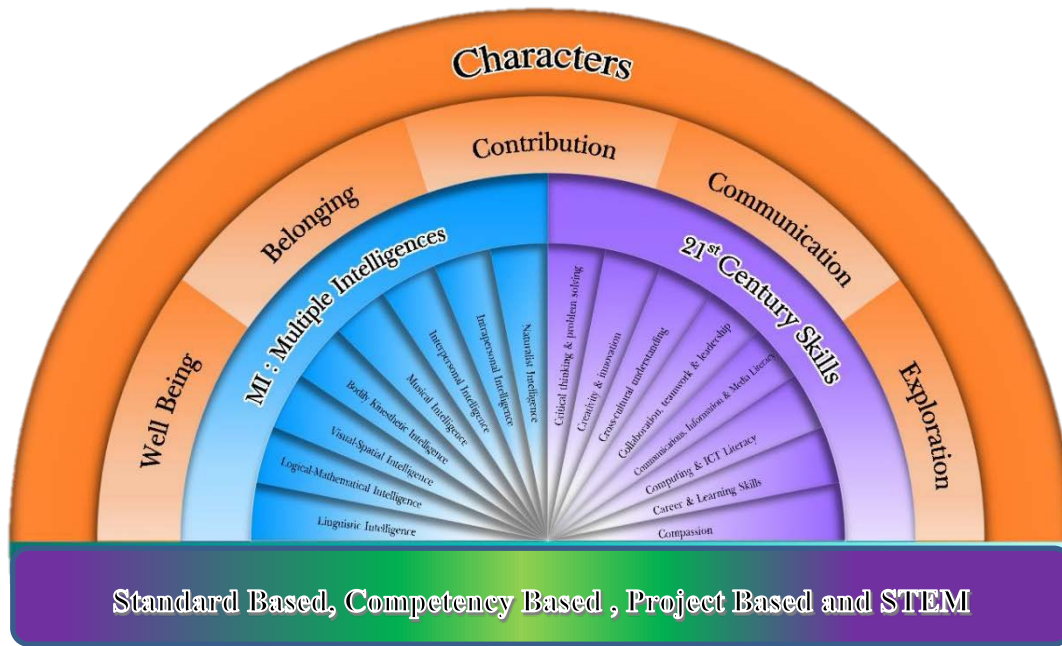 Characters
Well Being
Belonging
Contribution
Communication
Exploration
MI : Multiple Intelligences
21st Century Skills
Linguistic Intelligence
Logical-Mathematical Intelligence
Visual-Spatial Intelligence
Bodily-Kinesthetic Intelligence
Musical Intelligence
Interpersonal Intelligence
Intrapersonal Intelligence
Naturalist Intelligence
Critical thinking & problem solving
Creativity & innovation
Cross-cultural understanding
Collaboration, teamwork & leadership
Communications, Information & Media Literacy
Computing & ICT Literacy
Career & Learning Skills
Compassion
Standard Based, Competency Based , Project Based and STEM